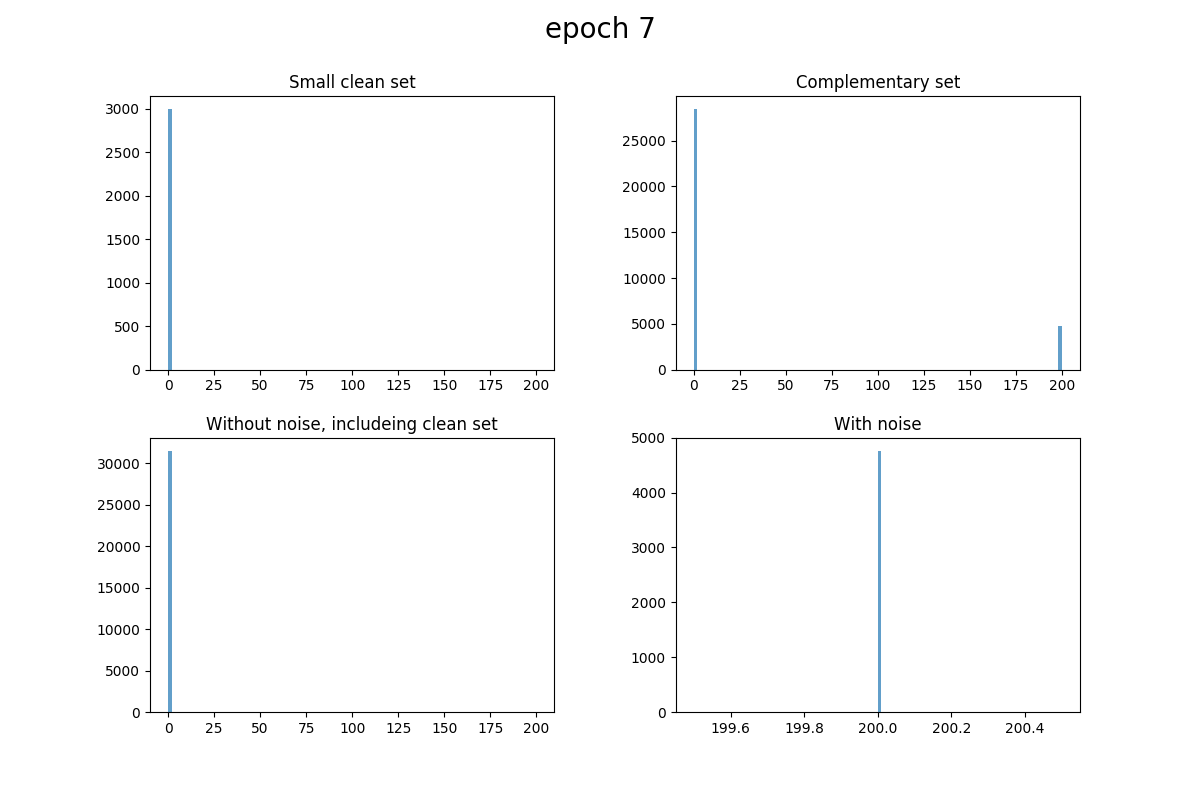 epoch 7
Small clean set
3000
2500
2000
1500
1000
500
0
0 25 50 75 100 125 150 175 200
Complementary set
25000
20000
15000
10000
5000
0
0 25 50 75 100 125 150 175 200
Without noise, includeing clean set
30000
25000
20000
15000
10000
5000
0
0 25 50 75 100 125 150 175 200
With noise
5000
4000
3000
2000
1000
0
199.6 199.8 200.0 200.2 200.4